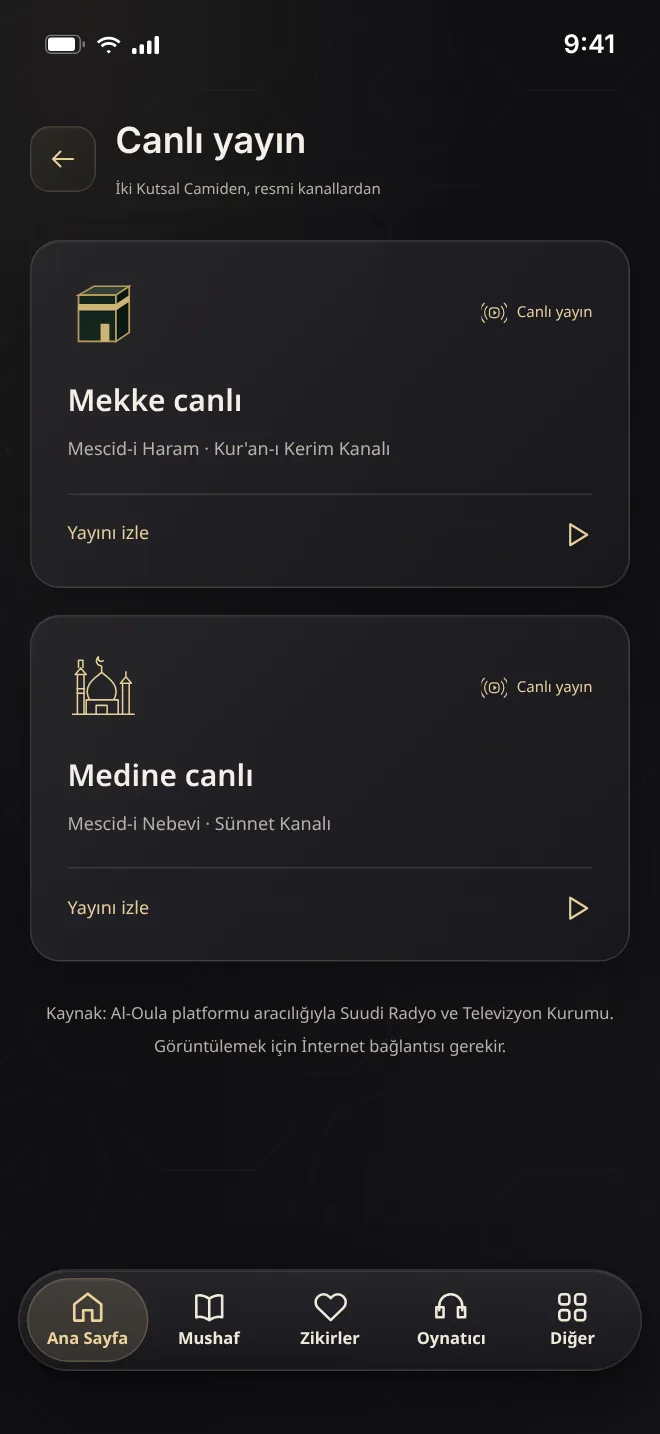 9:41
Canlı yayın
İki Kutsal Camiden, resmi kanallardan
Canlı yayın
Mekke canlı
Mescid-i Haram · Kur'an-ı Kerim Kanalı
Yayını izle
Canlı yayın
Medine canlı
Mescid-i Nebevi · Sünnet Kanalı
Yayını izle
Kaynak: Al-Oula platformu aracılığıyla Suudi Radyo ve Televizyon Kurumu.
Görüntülemek için İnternet bağlantısı gerekir.
Ana Sayfa
Mushaf
Zikirler
Oynatıcı
Diğer